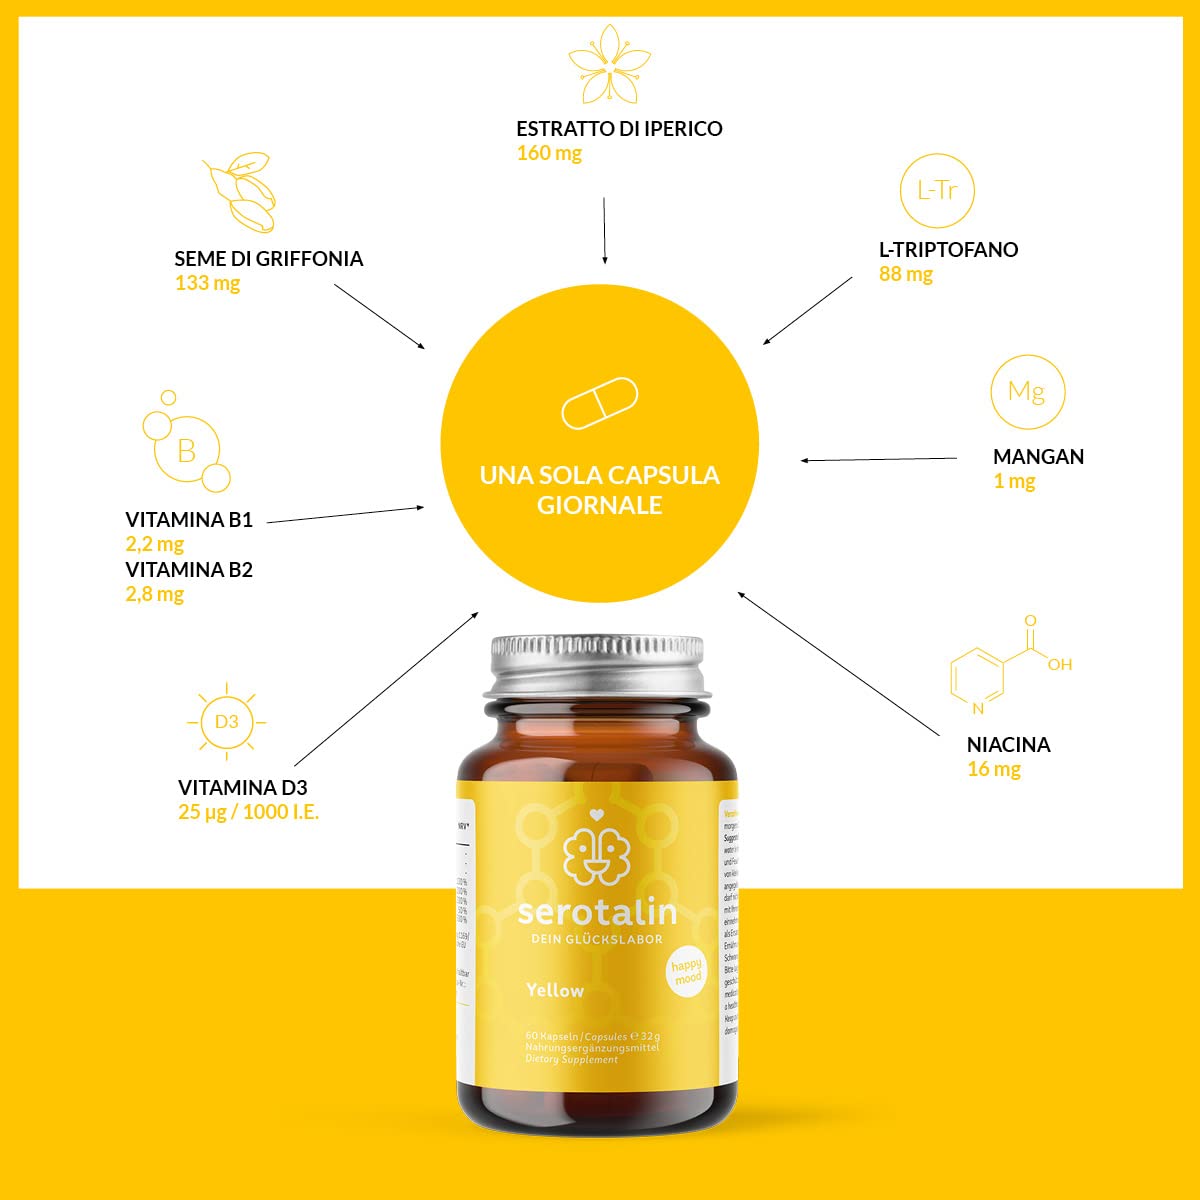 ESTRATTO DI IPERICO
160 mg
L-Tr
L-TRIPTOFANO
88 mg
SEME DI GRIFFONIA
133 mg
Mg
MANGAN
1 mg
B
VITAMINA B1
2,2 mg
VITAMINA B2
2,8 mg
UNA SOLA CAPSULA
GIORNALE
O
OH
N
NIACINA
16 mg
D3
VITAMINA D3
25 µg / 1000 I.E.
serotalin
DEIN GLÜCKSLABOR
happy
mood
Yellow
60 Kapseln / Capsules ℮ 32 g
Nahrungsergänzungsmittel
Dietary Supplement